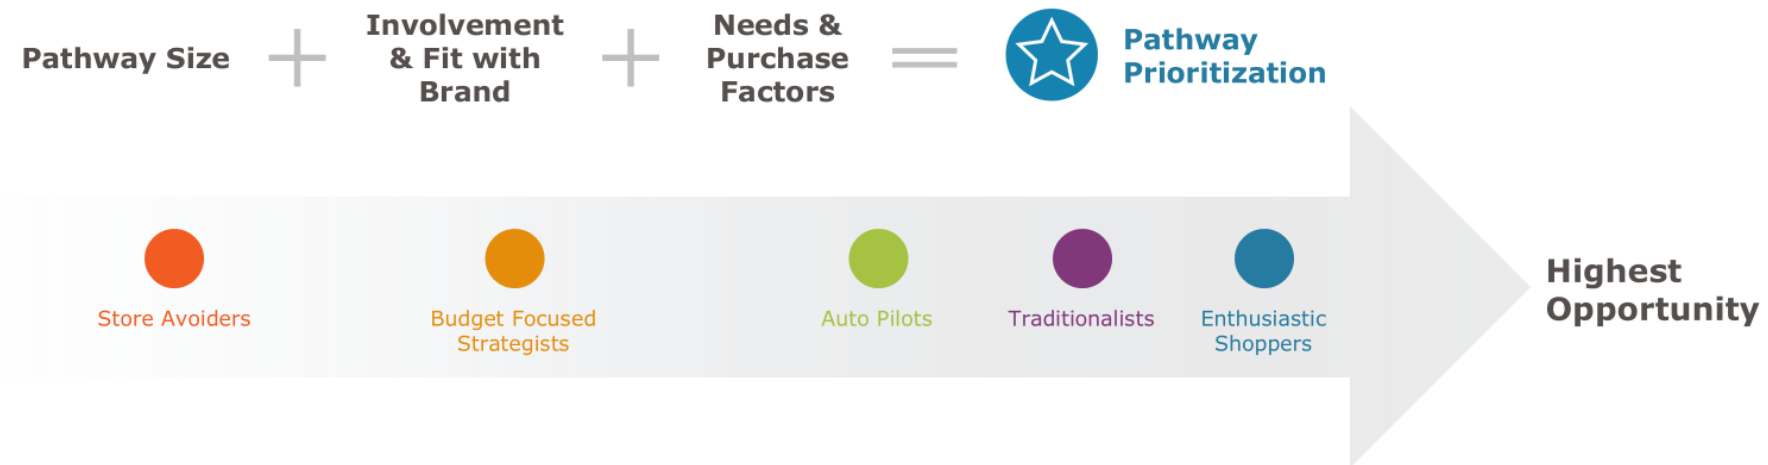 Pathway Size
Involvement
& Fit with
Brand
Needs &
Purchase
Factors
Pathway
Prioritization
Store Avoiders
Budget Focused
Strategists
Auto Pilots
Traditionalists
Enthusiastic
Shoppers
Highest
Opportunity